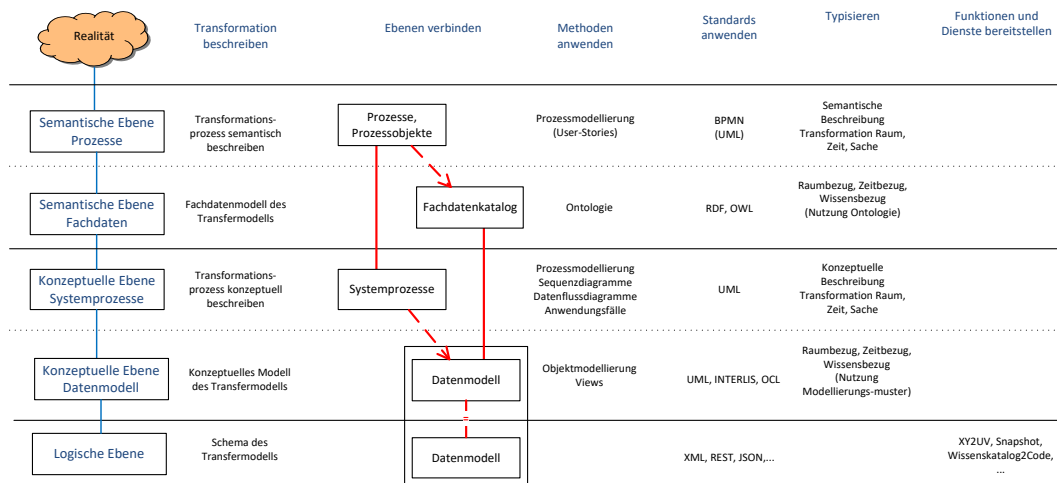 Realität
Transformation
beschreiben
Ebenen verbinden
Methoden
anwenden
Standards
anwenden
Typisieren
Funktionen und
Dienste bereitstellen
Semantische Ebene
Prozesse
Transformations-
prozess semantisch
beschreiben
Prozesse,
Prozessobjekte
Prozessmodellierung
(User-Stories)
BPMN
(UML)
Semantische
Beschreibung
Transformation Raum,
Zeit, Sache
Semantische Ebene
Fachdaten
Fachdatenmodell des
Transfermodells
Fachdatenkatalog
Ontologie
RDF, OWL
Raumbezug, Zeitbezug,
Wissensbezug
(Nutzung Ontologie)
Konzeptuelle Ebene
Systemprozesse
Transformations-
prozess konzeptuell
beschreiben
Systemprozesse
Prozessmodellierung
Sequenzdiagramme
Datenflussdiagramme
Anwendungsfälle
UML
Konzeptuelle
Beschreibung
Transformation Raum,
Zeit, Sache
Konzeptuelle Ebene
Datenmodell
Konzeptuelles Modell
des Transfermodells
Datenmodell
Objektmodellierung
Views
UML, INTERLIS, OCL
Raumbezug, Zeitbezug,
Wissensbezug
(Nutzung
Modellierungs-muster)
=
Logische Ebene
Schema des
Transfermodells
Datenmodell
XML, REST, JSON,...
XY2UV, Snapshot,
Wissenskatalog2Code,
...